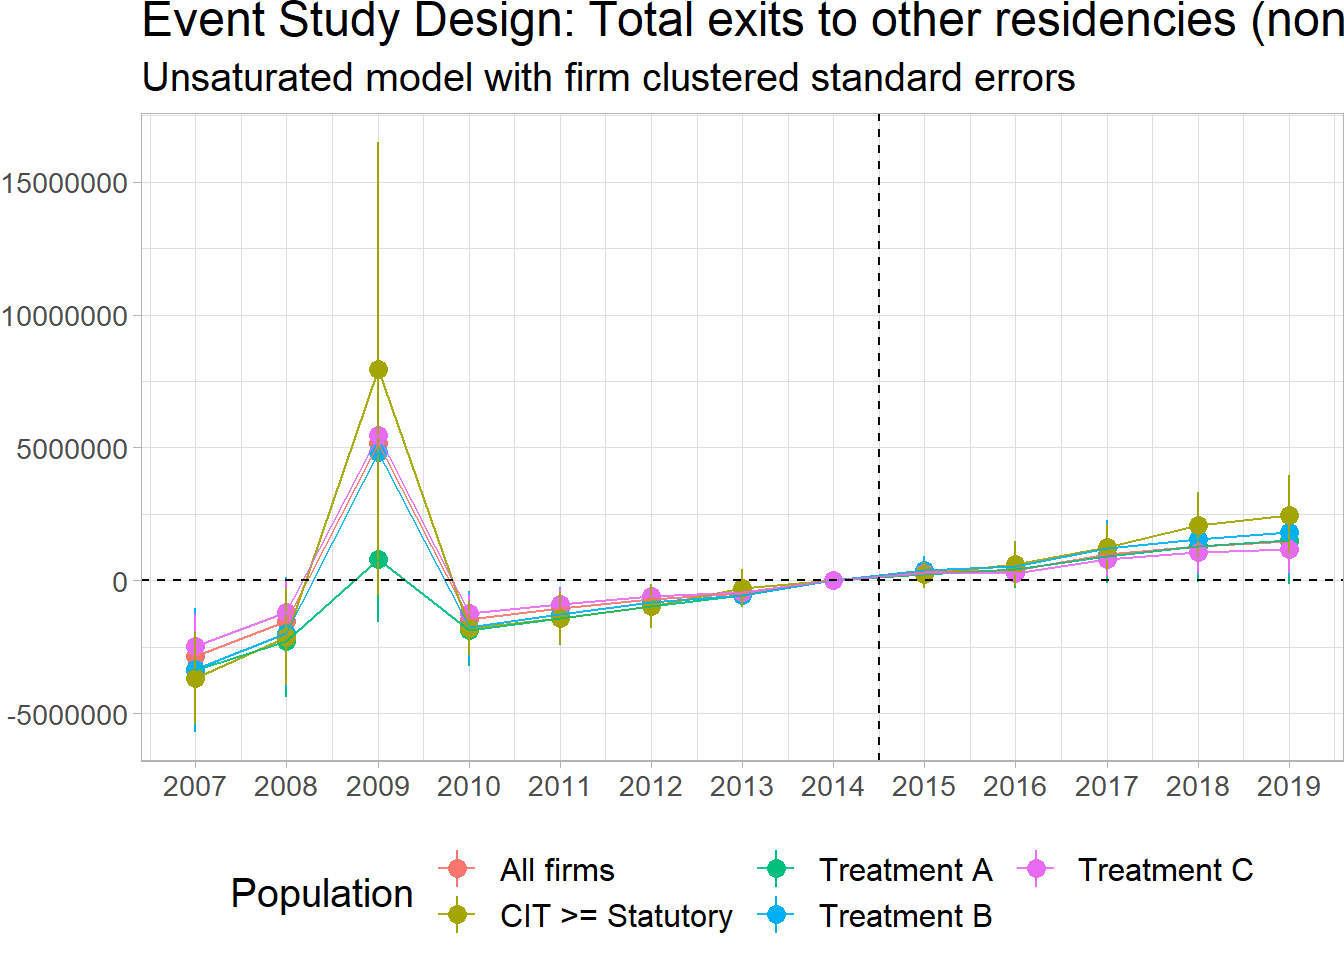 Event Study Design: Total exits to other residencies (non
Unsaturated model with firm clustered standard errors
15000000
10000000
5000000
0
-5000000
2007 2008 2009 2010 2011 2012 2013 2014 2015 2016 2017 2018 2019
Population
All firms
CIT >= Statutory
Treatment A
Treatment B
Treatment C